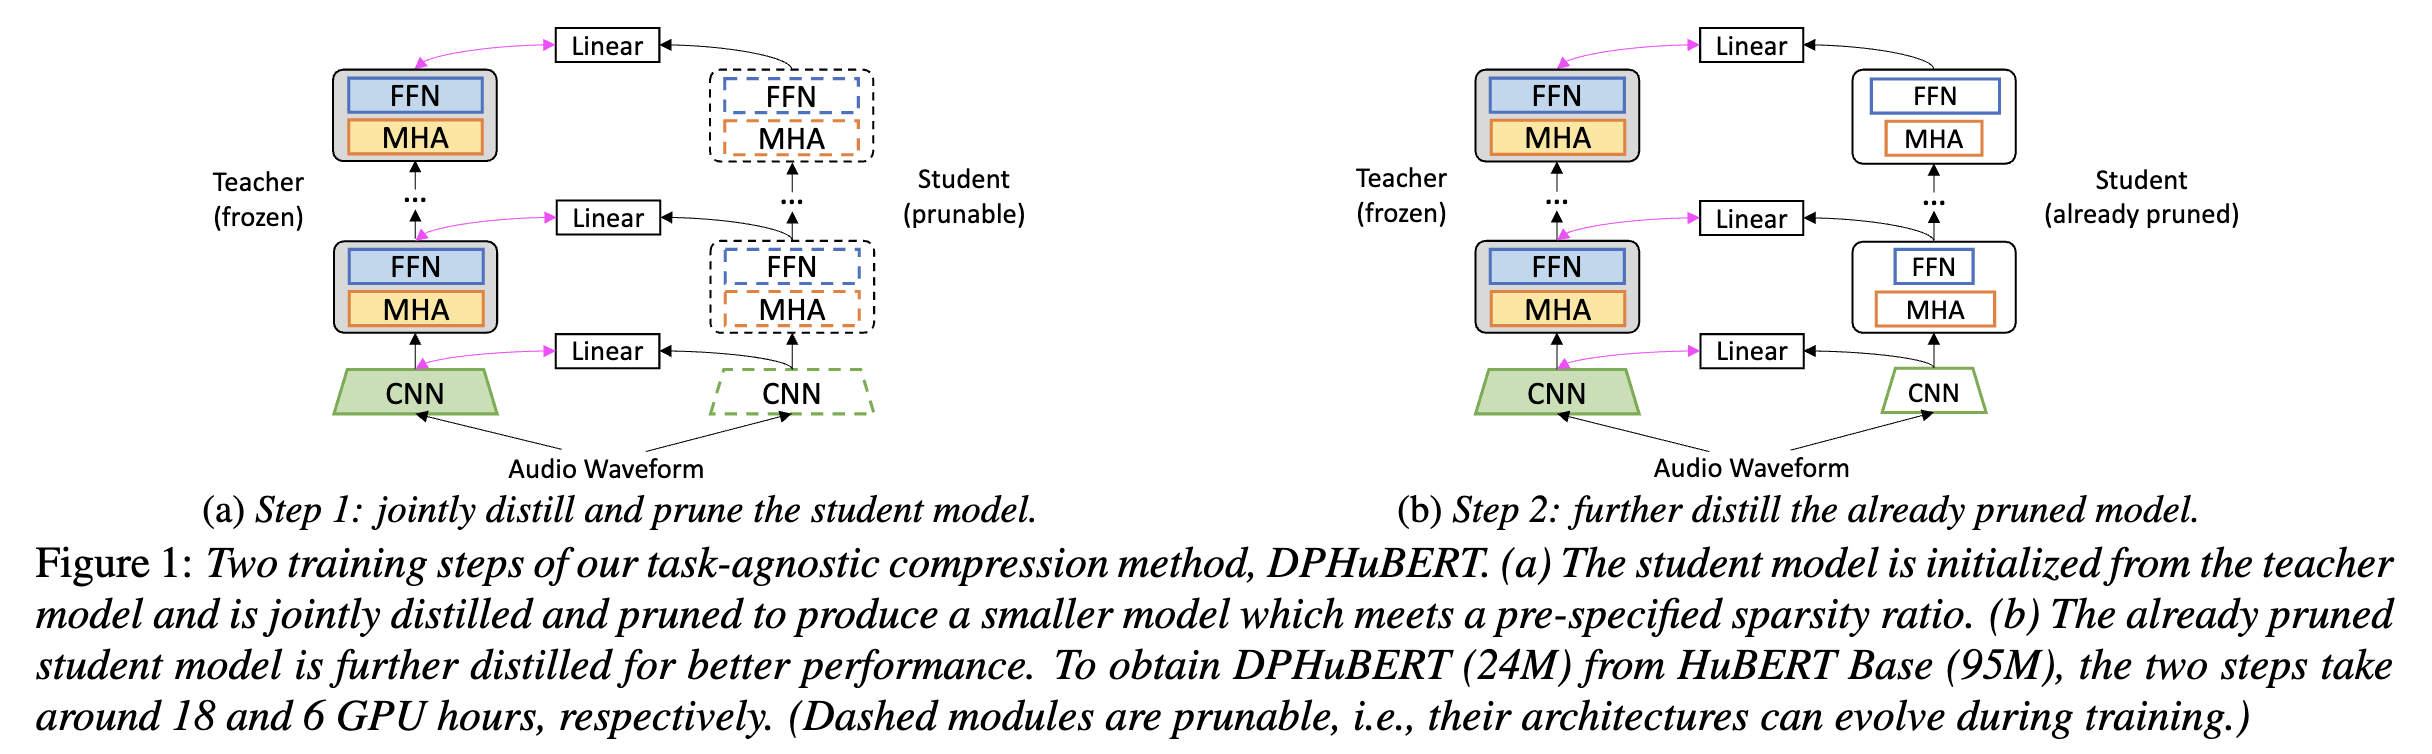 Linear
FFN
MHA
FFN
MHA
Teacher
(frozen)
...
...
Student
(prunable)
Linear
FFN
MHA
FFN
MHA
Linear
CNN
CNN
Audio Waveform
(a) Step 1: jointly distill and prune the student model.
Linear
FFN
MHA
FFN
MHA
Teacher
(frozen)
...
...
Student
(already pruned)
Linear
FFN
MHA
FFN
MHA
Linear
CNN
CNN
Audio Waveform
(b) Step 2: further distill the already pruned model.
Figure 1: Two training steps of our task-agnostic compression method, DPHuBERT. (a) The student model is initialized from the teacher
model and is jointly distilled and pruned to produce a smaller model which meets a pre-specified sparsity ratio. (b) The already pruned
student model is further distilled for better performance. To obtain DPHuBERT (24M) from HuBERT Base (95M), the two steps take
around 18 and 6 GPU hours, respectively. (Dashed modules are prunable, i.e., their architectures can evolve during training.)